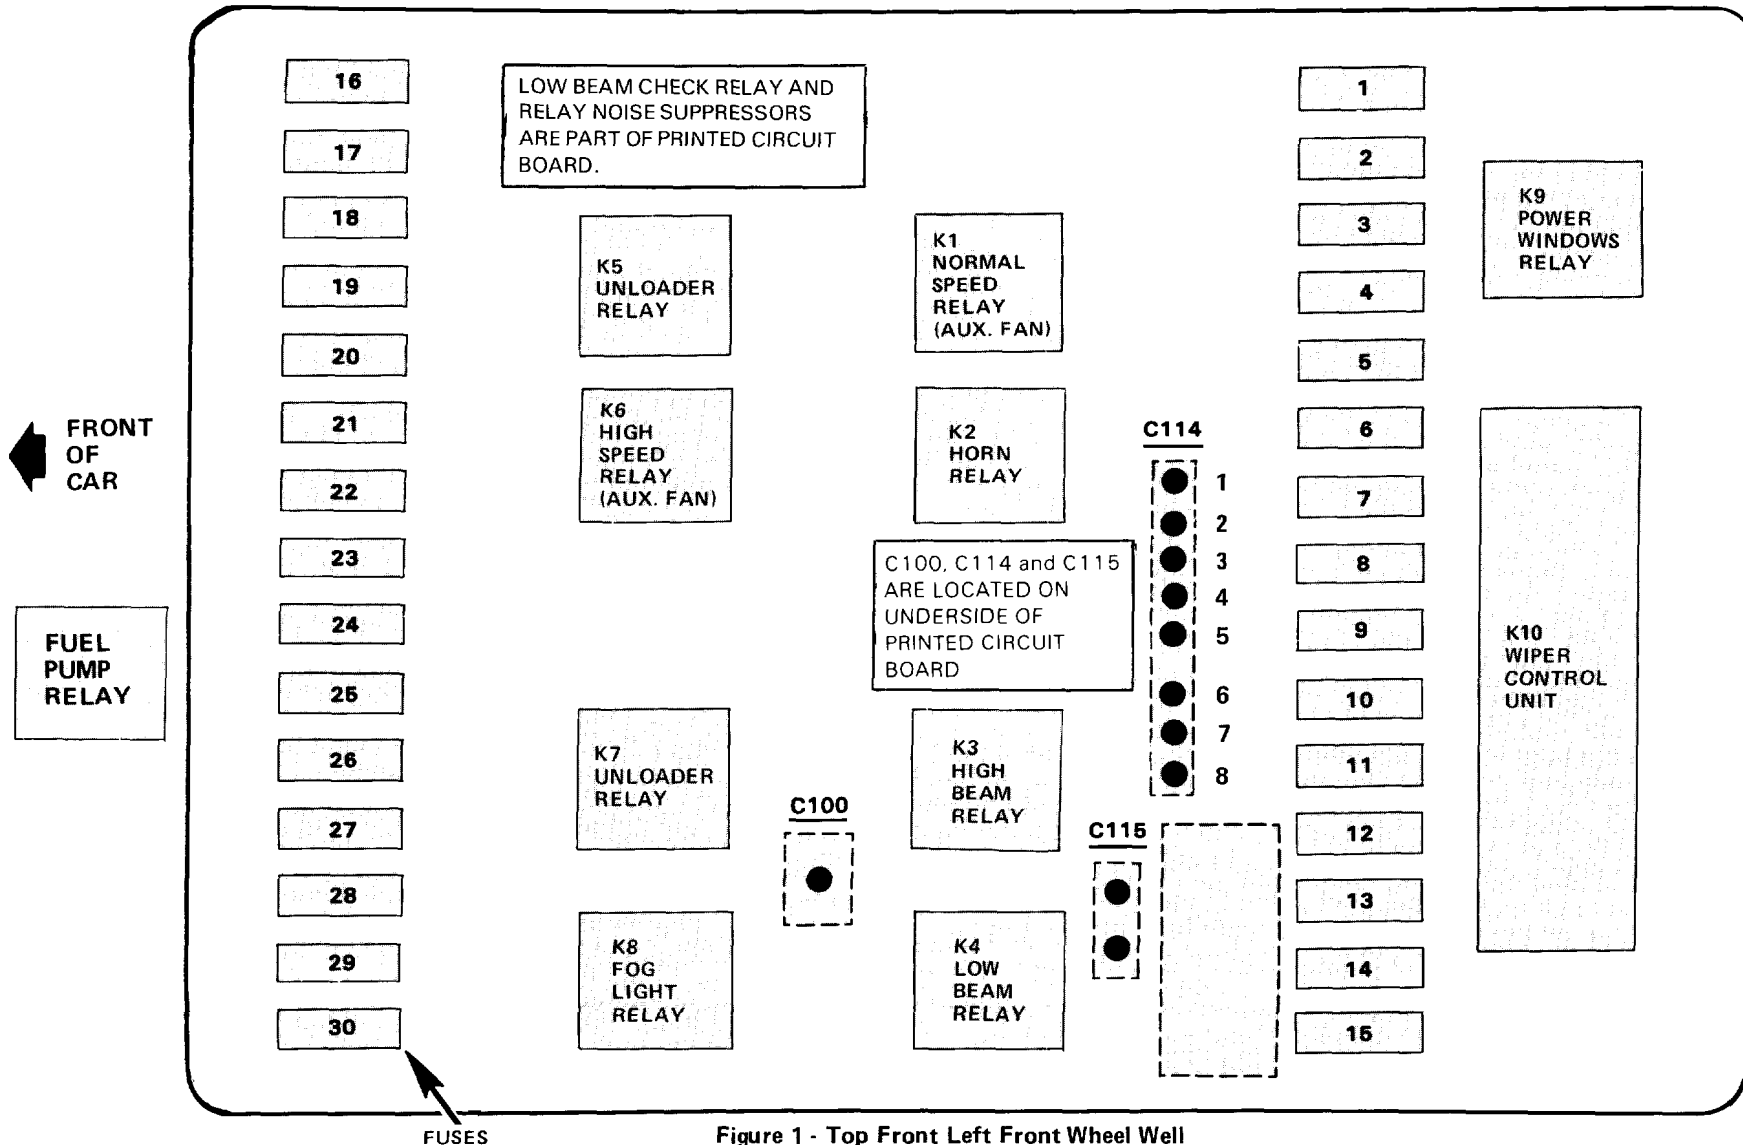 16
17
18
19
20
21
22
23
24
25
26
27
28
29
30
FRONT
OF
CAR
FUEL
PUMP
RELAY
LOW BEAM CHECK RELAY AND
RELAY NOISE SUPPRESSORS
ARE PART OF PRINTED CIRCUIT
BOARD.
K5
UNLOADER
RELAY
K6
HIGH
SPEED
RELAY
(AUX. FAN)
K7
UNLOADER
RELAY
K8
FOG
LIGHT
RELAY
K1
NORMAL
SPEED
RELAY
(AUX. FAN)
K2
HORN
RELAY
C100, C114 and C115
ARE LOCATED ON
UNDERSIDE OF
PRINTED CIRCUIT
BOARD
K3
HIGH
BEAM
RELAY
K4
LOW
BEAM
RELAY
C100
C114
1
2
3
4
5
6
7
8
C115
1
2
3
4
5
6
7
8
9
10
11
12
13
14
15
K9
POWER
WINDOWS
RELAY
K10
WIPER
CONTROL
UNIT
FUSES
Figure 1 - Top Front Left Front Wheel Well